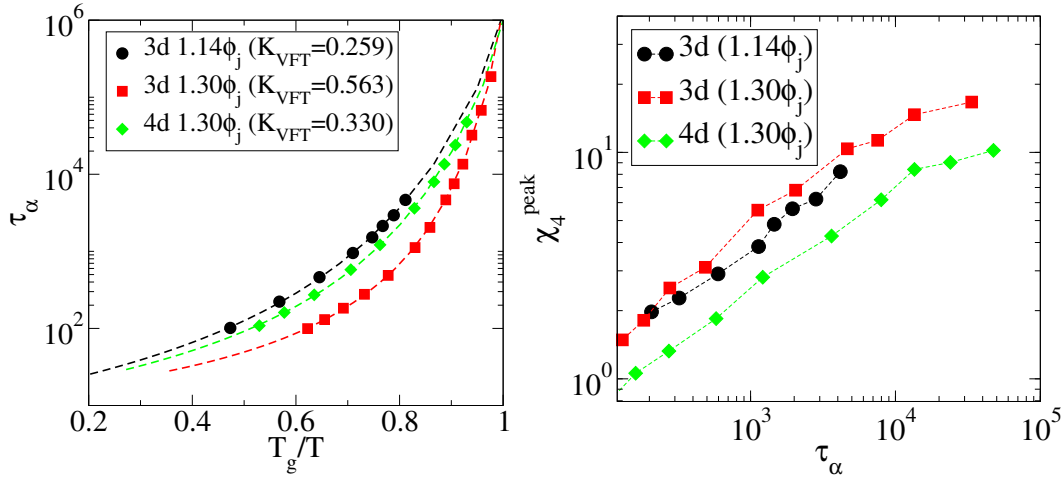 10^6
10^4
10^2
τ_α
3d 1.14ϕ_j (K_VFT=0.259)
3d 1.30ϕ_j (K_VFT=0.563)
4d 1.30ϕ_j (K_VFT=0.330)
0.2 0.4 0.6 0.8 1
T_g/T
10^1
10^0
χ_4^peak
3d (1.14ϕ_j)
3d (1.30ϕ_j)
4d (1.30ϕ_j)
10^3 10^4 10^5
τ_α